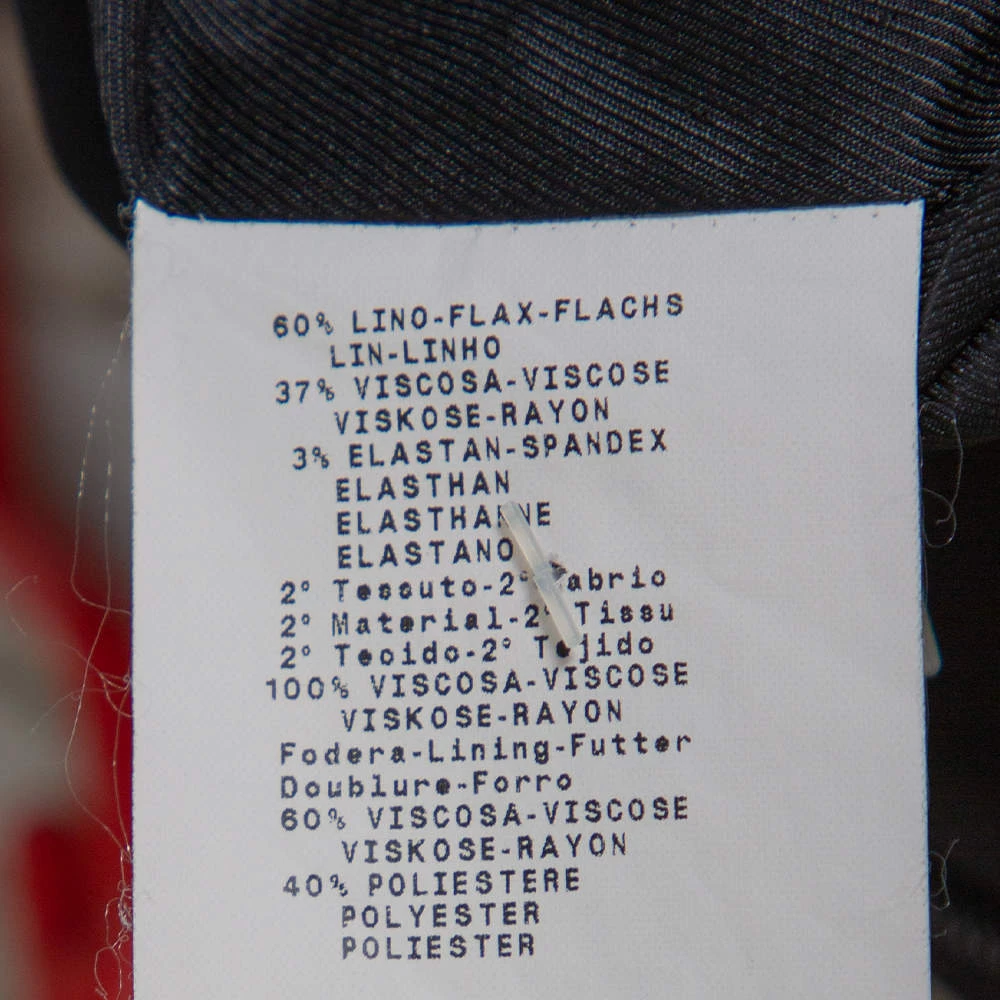 60% LINO-FLAX-FLACHS
LIN-LINHO
37% VISCOSA-VISCOSE
VISKOSE-RAYON
3% ELASTAN-SPANDEX
ELASTHAN
ELASTHANNE
ELASTANO
2° Tessuto-2° Fabric
2° Material-2° Tissu
2° Tecido-2° Tejido
100% VISCOSA-VISCOSE
VISKOSE-RAYON
Fodera-Lining-Futter
Doublure-Forro
60% VISCOSA-VISCOSE
VISKOSE-RAYON
40% POLIESTERE
POLYESTER
POLIESTER